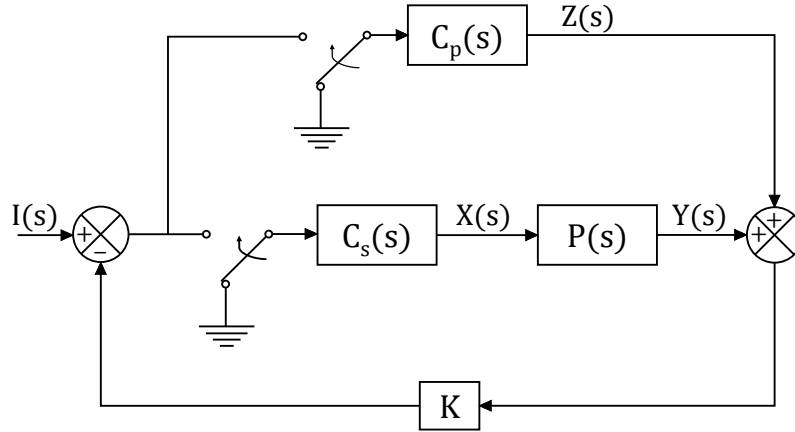 Z(s)
C_p(s)
I(s)
+
−
C_s(s)
X(s)
P(s)
Y(s)
+
+
K